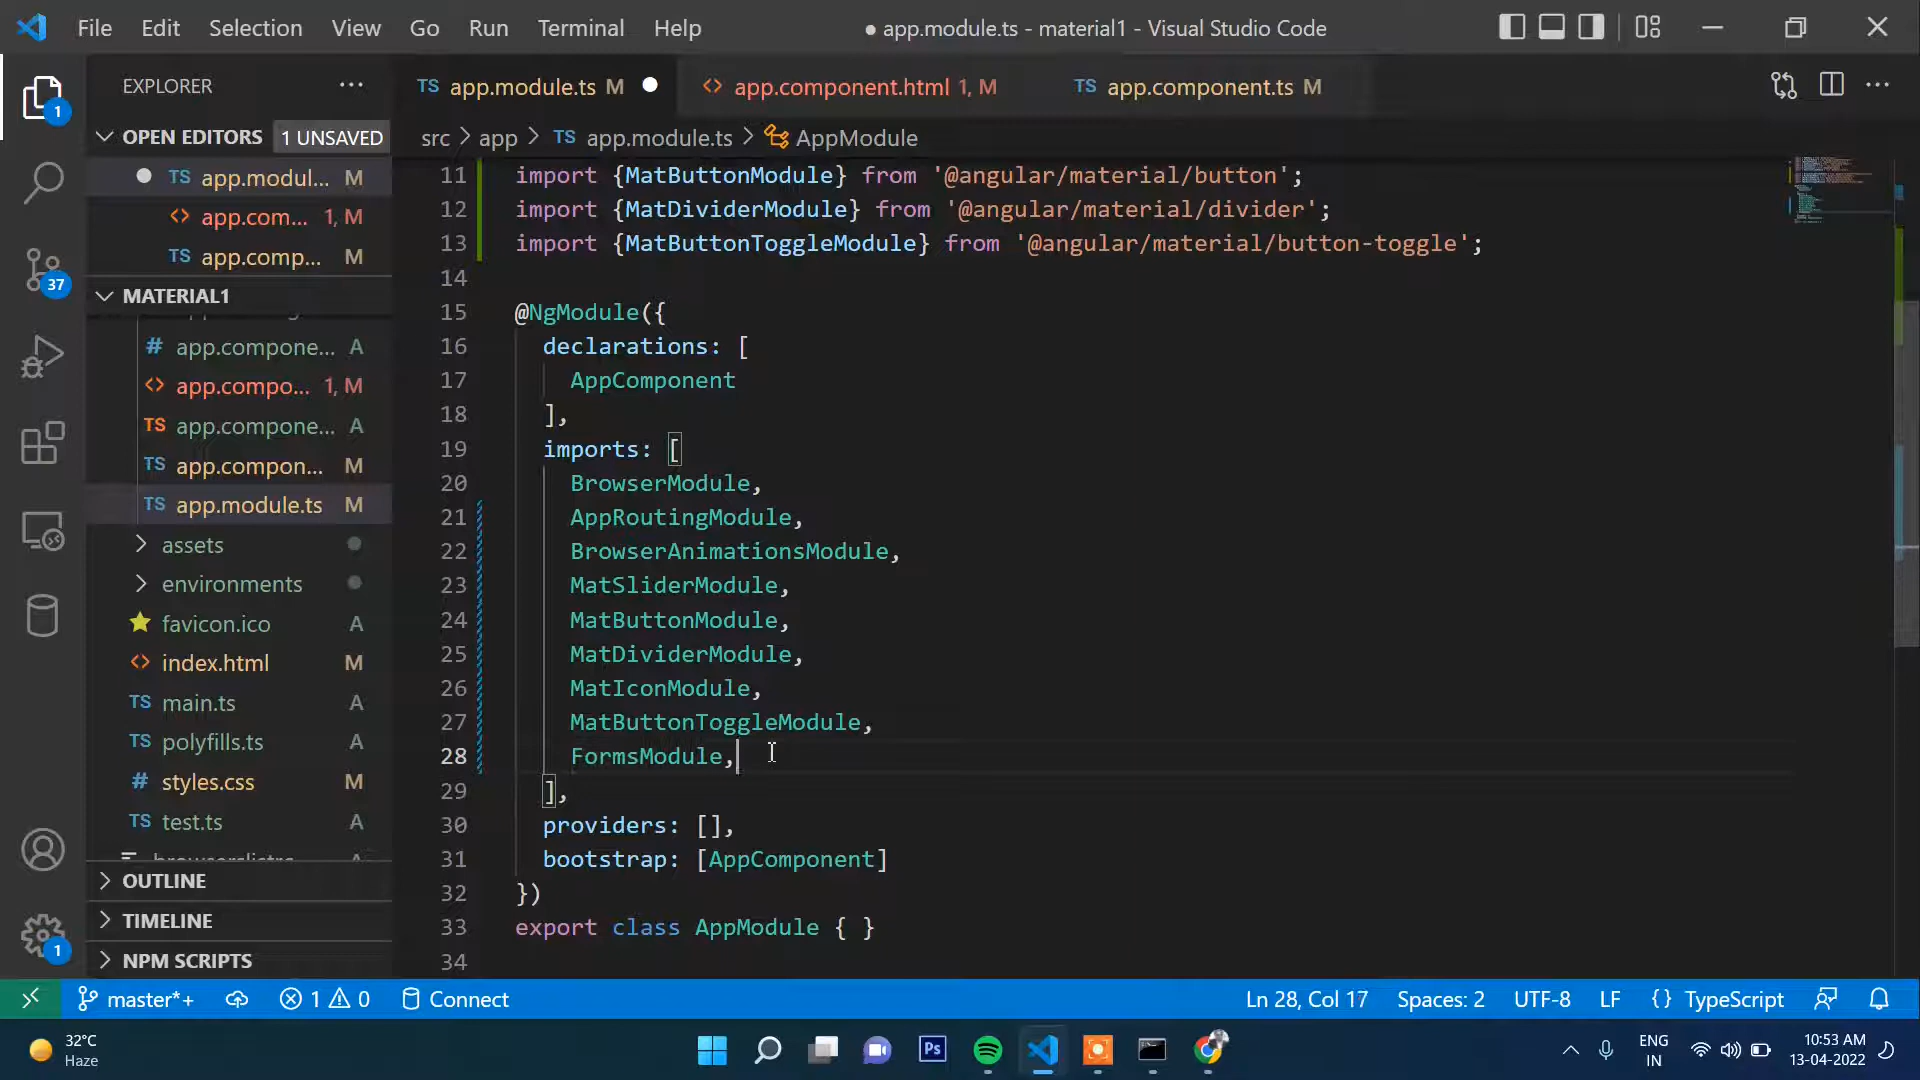 File Edit Selection View Go Run Terminal Help
● app.module.ts - material1 - Visual Studio Code
EXPLORER
TS app.module.ts M
<> app.component.html 1, M
TS app.component.ts M
OPEN EDITORS 1 UNSAVED
TS app.modul... M
<> app.com... 1, M
TS app.comp... M
MATERIAL1
# app.compone... A
<> app.compo... 1, M
TS app.compone... A
TS app.compon... M
TS app.module.ts M
assets
environments
favicon.ico A
<> index.html M
TS main.ts A
TS polyfills.ts A
# styles.css M
TS test.ts A
OUTLINE
TIMELINE
NPM SCRIPTS
1
37
1
src > app > TS app.module.ts > AppModule
11 import {MatButtonModule} from '@angular/material/button';
12 import {MatDividerModule} from '@angular/material/divider';
13 import {MatButtonToggleModule} from '@angular/material/button-toggle';
14
15 @NgModule({
16 declarations: [
17 AppComponent
18 ],
19 imports: [
20 BrowserModule,
21 AppRoutingModule,
22 BrowserAnimationsModule,
23 MatSliderModule,
24 MatButtonModule,
25 MatDividerModule,
26 MatIconModule,
27 MatButtonToggleModule,
28 FormsModule,
29 ],
30 providers: [],
31 bootstrap: [AppComponent]
32 })
33 export class AppModule { }
34
master*+ 1 0 Connect
Ln 28, Col 17 Spaces: 2 UTF-8 LF {} TypeScript
32°C
Haze
Ps
ENG
IN
10:53 AM
13-04-2022